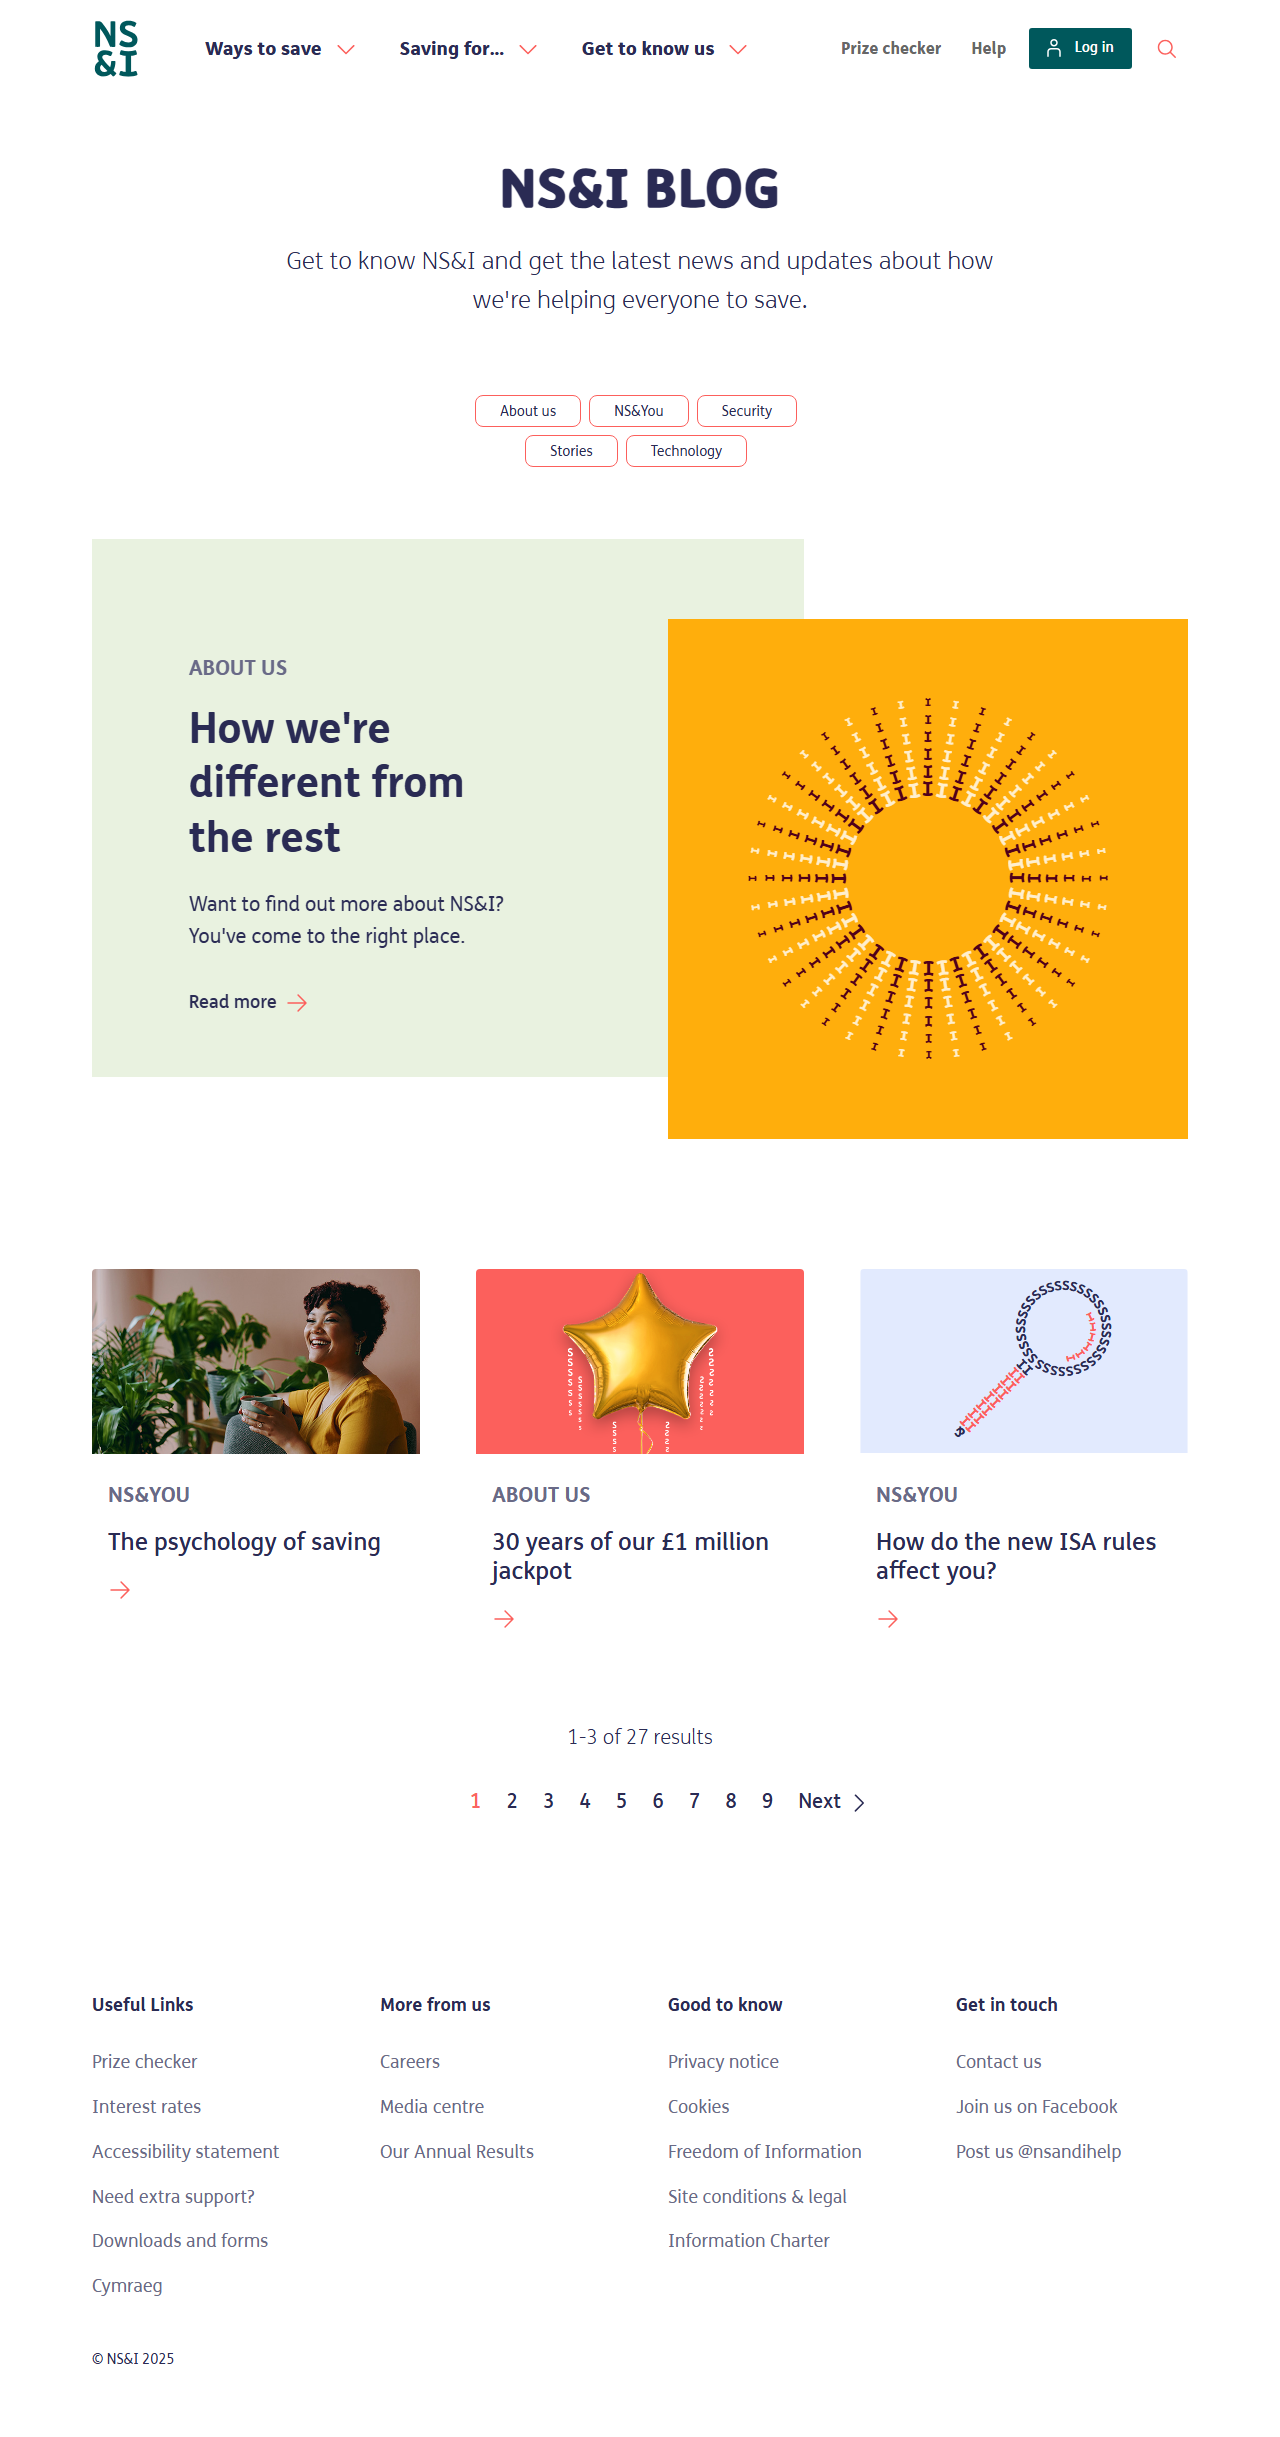 NS
&I
Ways to save
Saving for...
Get to know us
Prize checker
Help
Log in
NS&I BLOG
Get to know NS&I and get the latest news and updates about how
we're helping everyone to save.
About us
NS&You
Security
Stories
Technology
ABOUT US
How we're
different from
the rest
Want to find out more about NS&I?
You've come to the right place.
Read more
NS&YOU
The psychology of saving
ABOUT US
30 years of our £1 million
jackpot
NS&YOU
How do the new ISA rules
affect you?
1-3 of 27 results
1 2 3 4 5 6 7 8 9 Next
Useful Links
Prize checker
Interest rates
Accessibility statement
Need extra support?
Downloads and forms
Cymraeg
More from us
Careers
Media centre
Our Annual Results
Good to know
Privacy notice
Cookies
Freedom of Information
Site conditions & legal
Information Charter
Get in touch
Contact us
Join us on Facebook
Post us @nsandihelp
© NS&I 2025